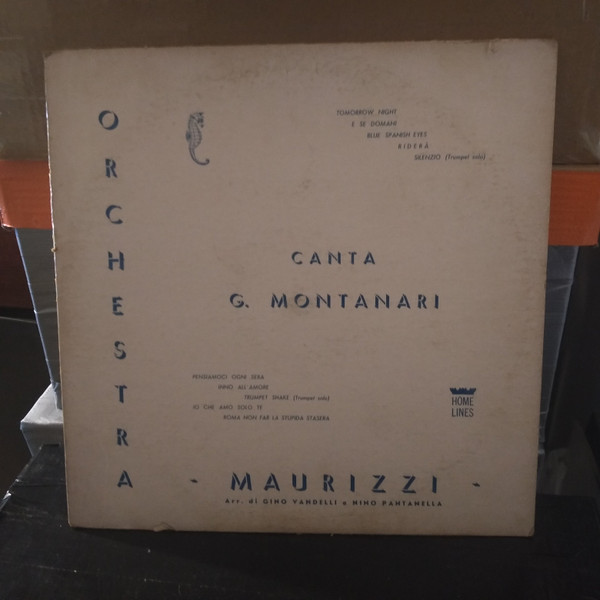 ORCHESTRA
TOMORROW NIGHT
E SE DOMANI
BLUE SPANISH EYES
RIDERÀ
SILENZIO (Trumpet solo)
CANTA
G. MONTANARI
PENSIAMOCI OGNI SERA
INNO ALL'AMORE
TRUMPET SHAKE (Trumpet solo)
IO CHE AMO SOLO TE
ROMA NON FAR LA STUPIDA STASERA
HOME
LINES
- MAURIZZI -
Arr. di GINO VANDELLI e NINO PANTANELLA